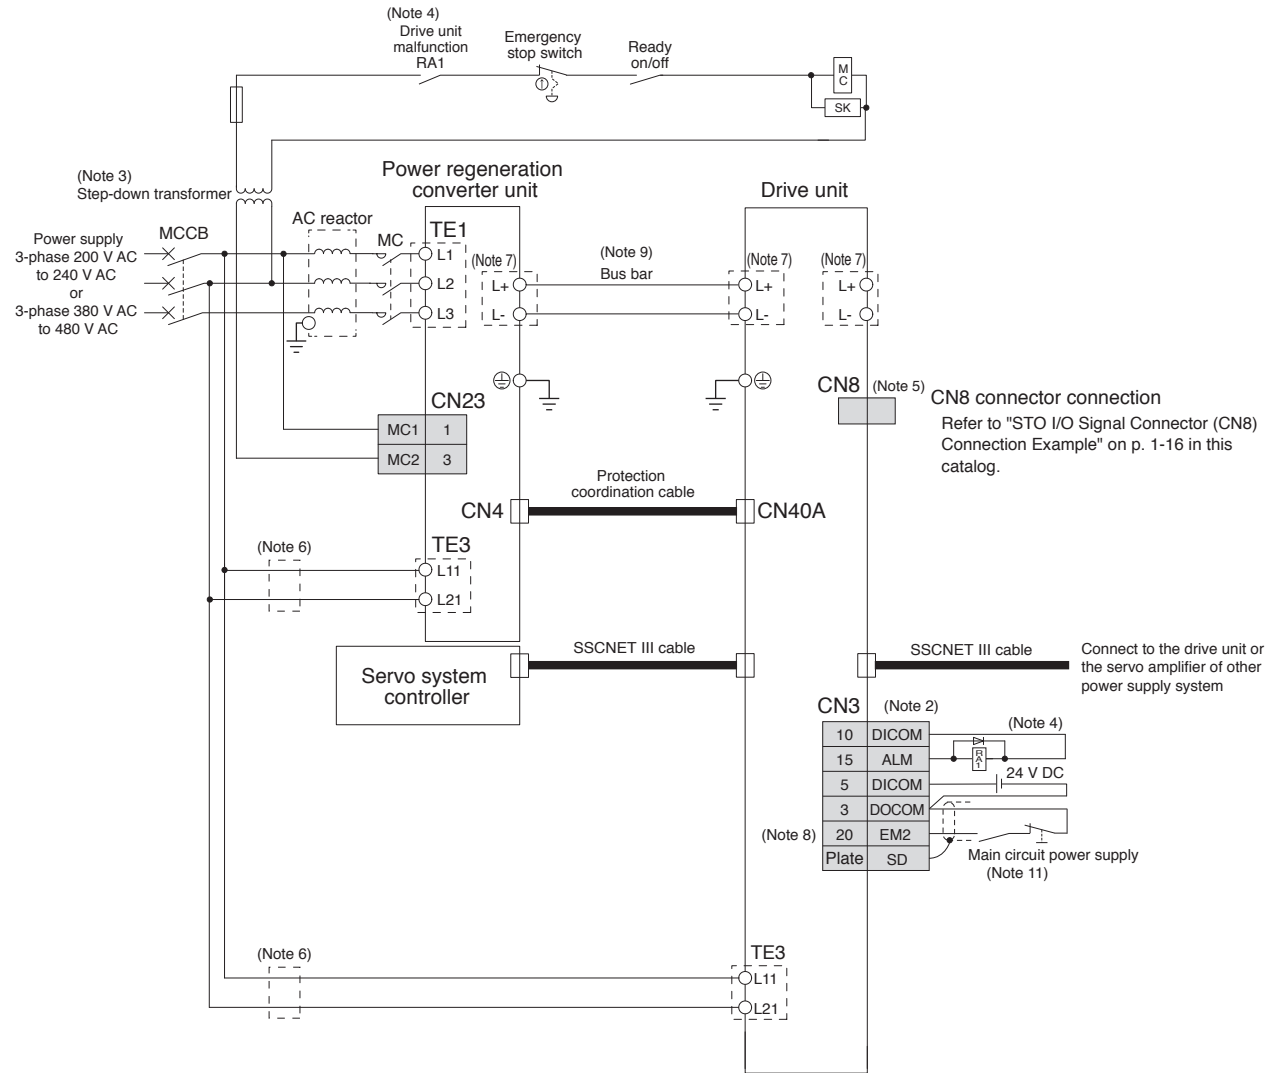 (Note 4)
Drive unit
malfunction
RA1
Emergency
stop switch
Ready
on/off
M
C
SK
(Note 3)
Step-down transformer
Power regeneration
converter unit
Drive unit
AC reactor
MCCB
MC
TE1
Power supply
3-phase 200 V AC
to 240 V AC
or
3-phase 380 V AC
to 480 V AC
L1
L2
L3
(Note 7)
L+
L-
(Note 9)
Bus bar
(Note 7)
L+
L-
(Note 7)
L+
L-
CN23
MC1 1
MC2 3
CN8 (Note 5)
CN8 connector connection
Refer to "STO I/O Signal Connector (CN8)
Connection Example" on p. 1-16 in this
catalog.
Protection
coordination cable
CN4
CN40A
(Note 6)
TE3
L11
L21
Servo system
controller
SSCNET III cable
SSCNET III cable
Connect to the drive unit or
the servo amplifier of other
power supply system
CN3 (Note 2)
(Note 4)
10 DICOM
15 ALM
RA1
5 DICOM
24 V DC
3 DOCOM
(Note 8) 20 EM2
Plate SD
Main circuit power supply
(Note 11)
(Note 6)
TE3
L11
L21